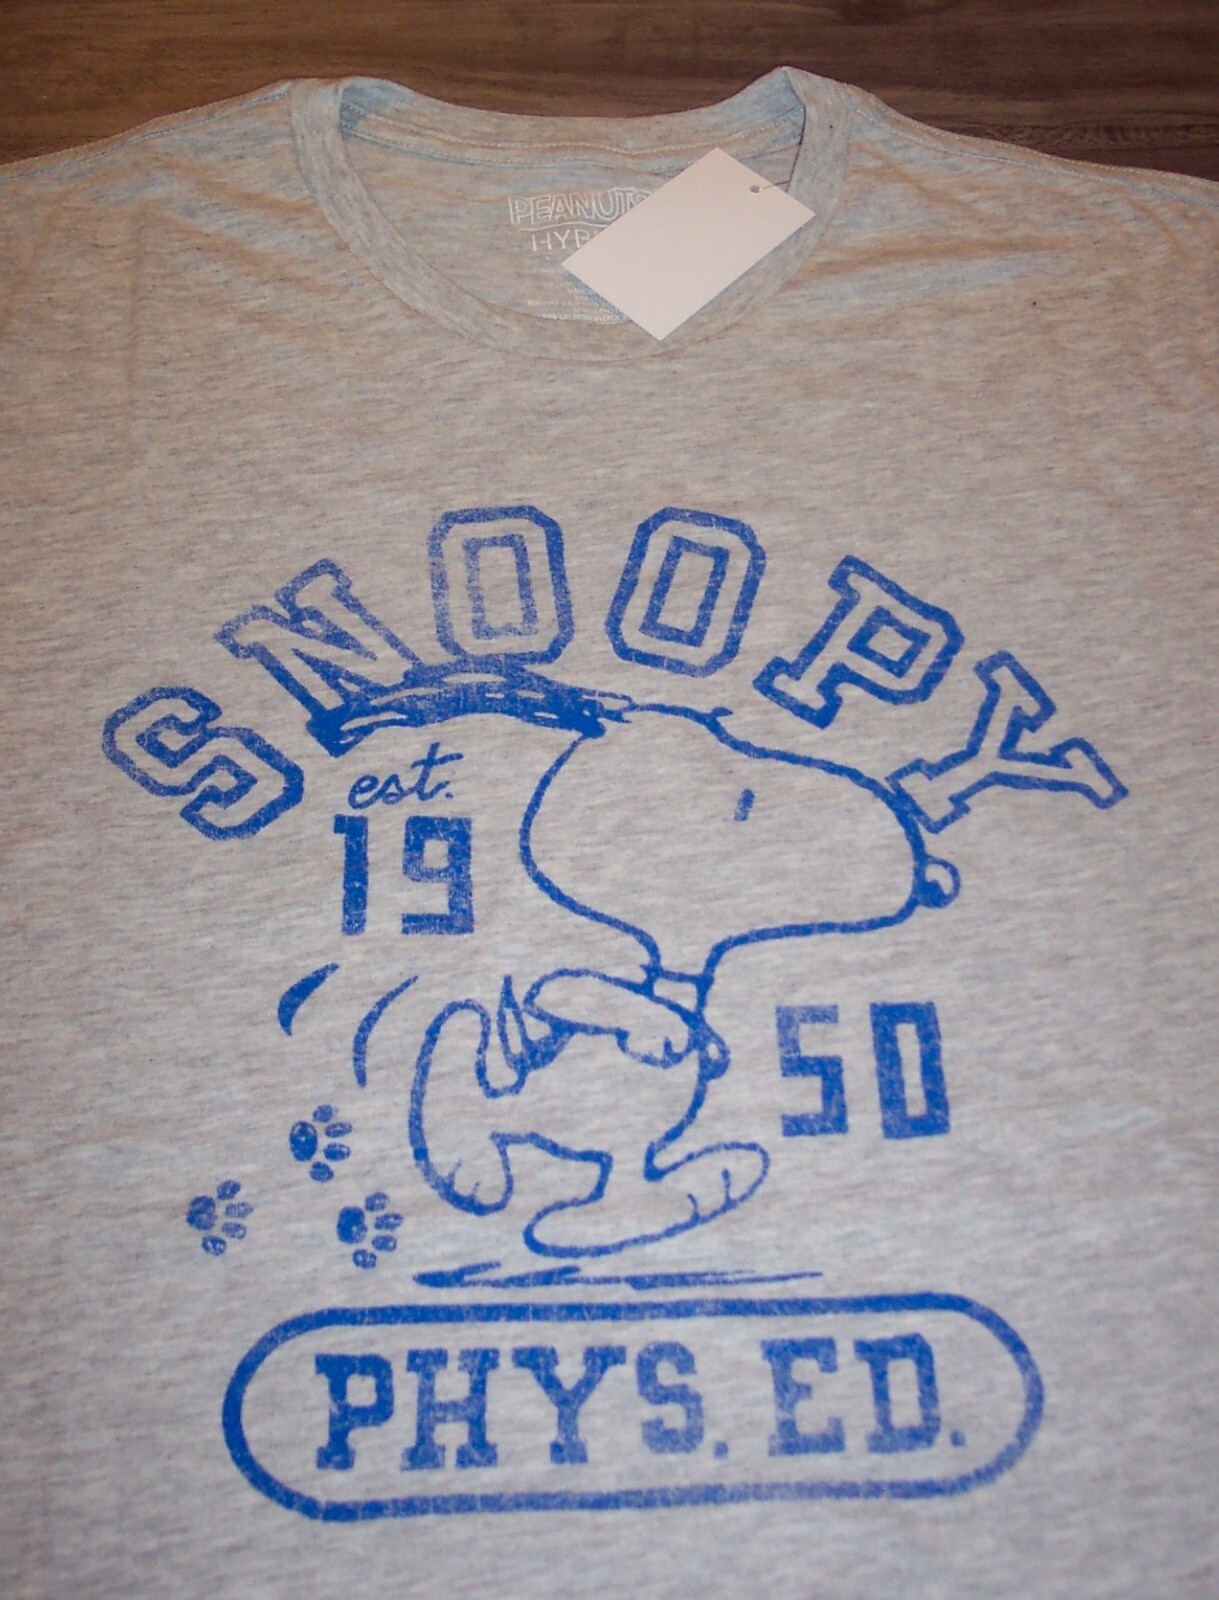 PEANUTS
SNOOPY
est.
19
50
PHYS. ED.